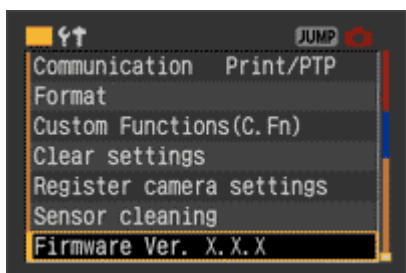 JUMP
Communication Print/PTP
Format
Custom Functions(C.Fn)
Clear settings
Register camera settings
Sensor cleaning
Firmware Ver. X.X.X